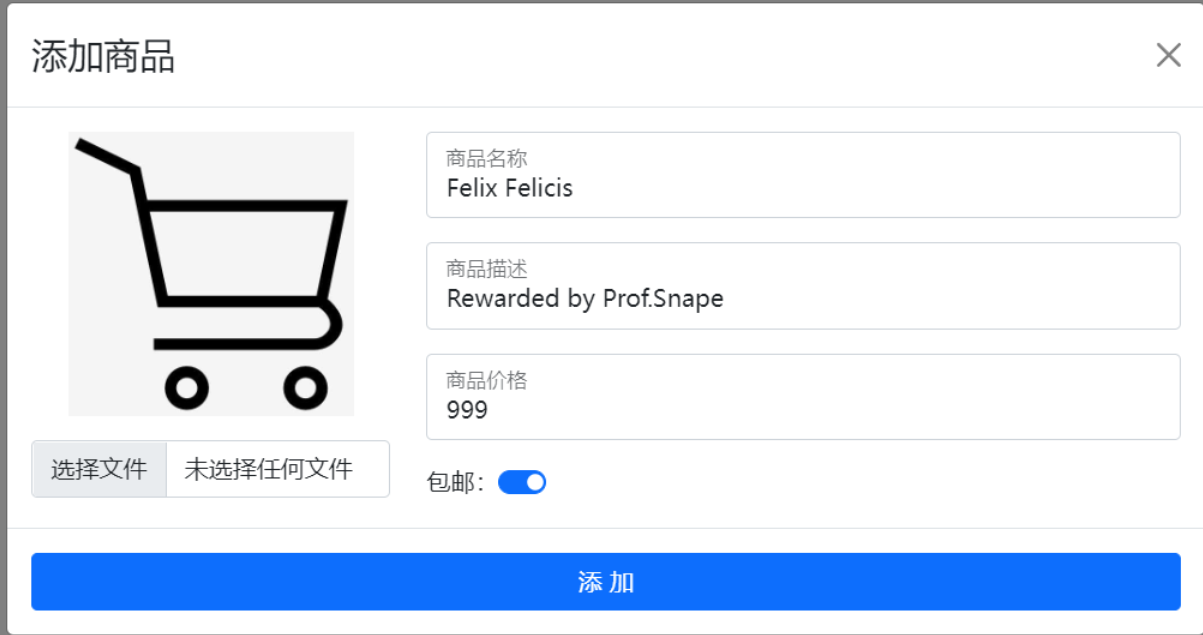 添加商品
商品名称
Felix Felicis
商品描述
Rewarded by Prof.Snape
商品价格
999
选择文件 未选择任何文件
包邮：
添 加